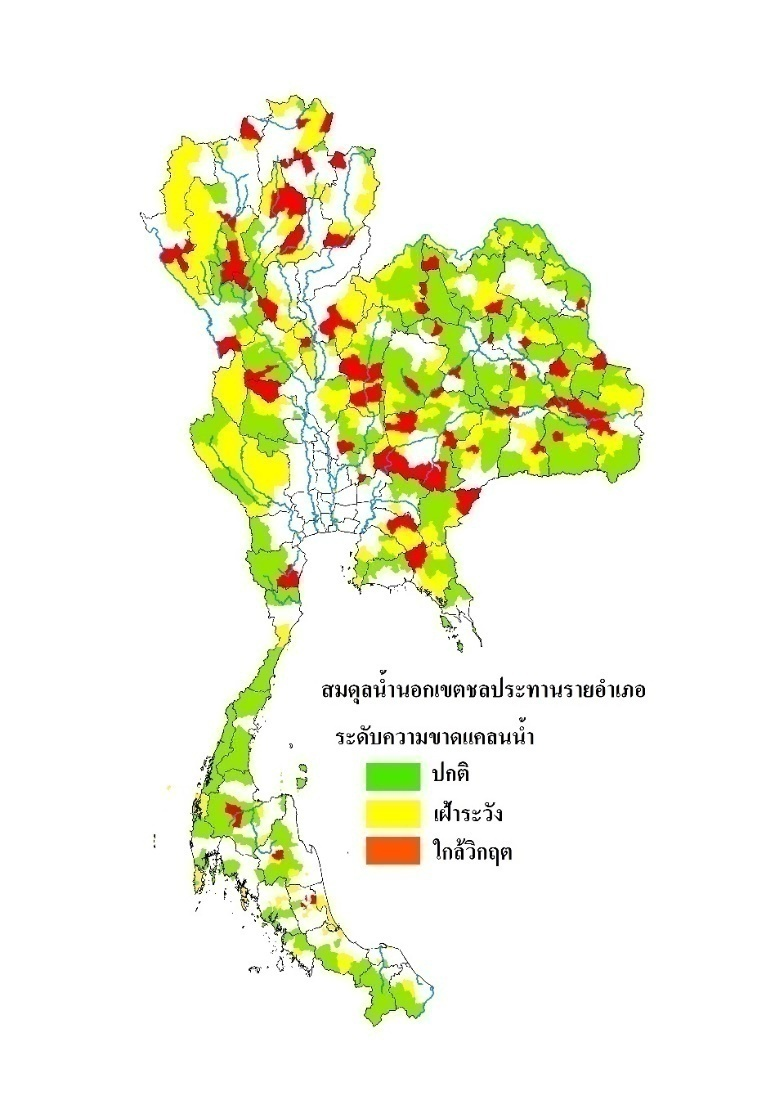 สมดุลน้ำนอกเขตชลประทานรายอำเภอ
ระดับความขาดแคลนน้ำ
ปกติ
เฝ้าระวัง
ใกล้วิกฤต